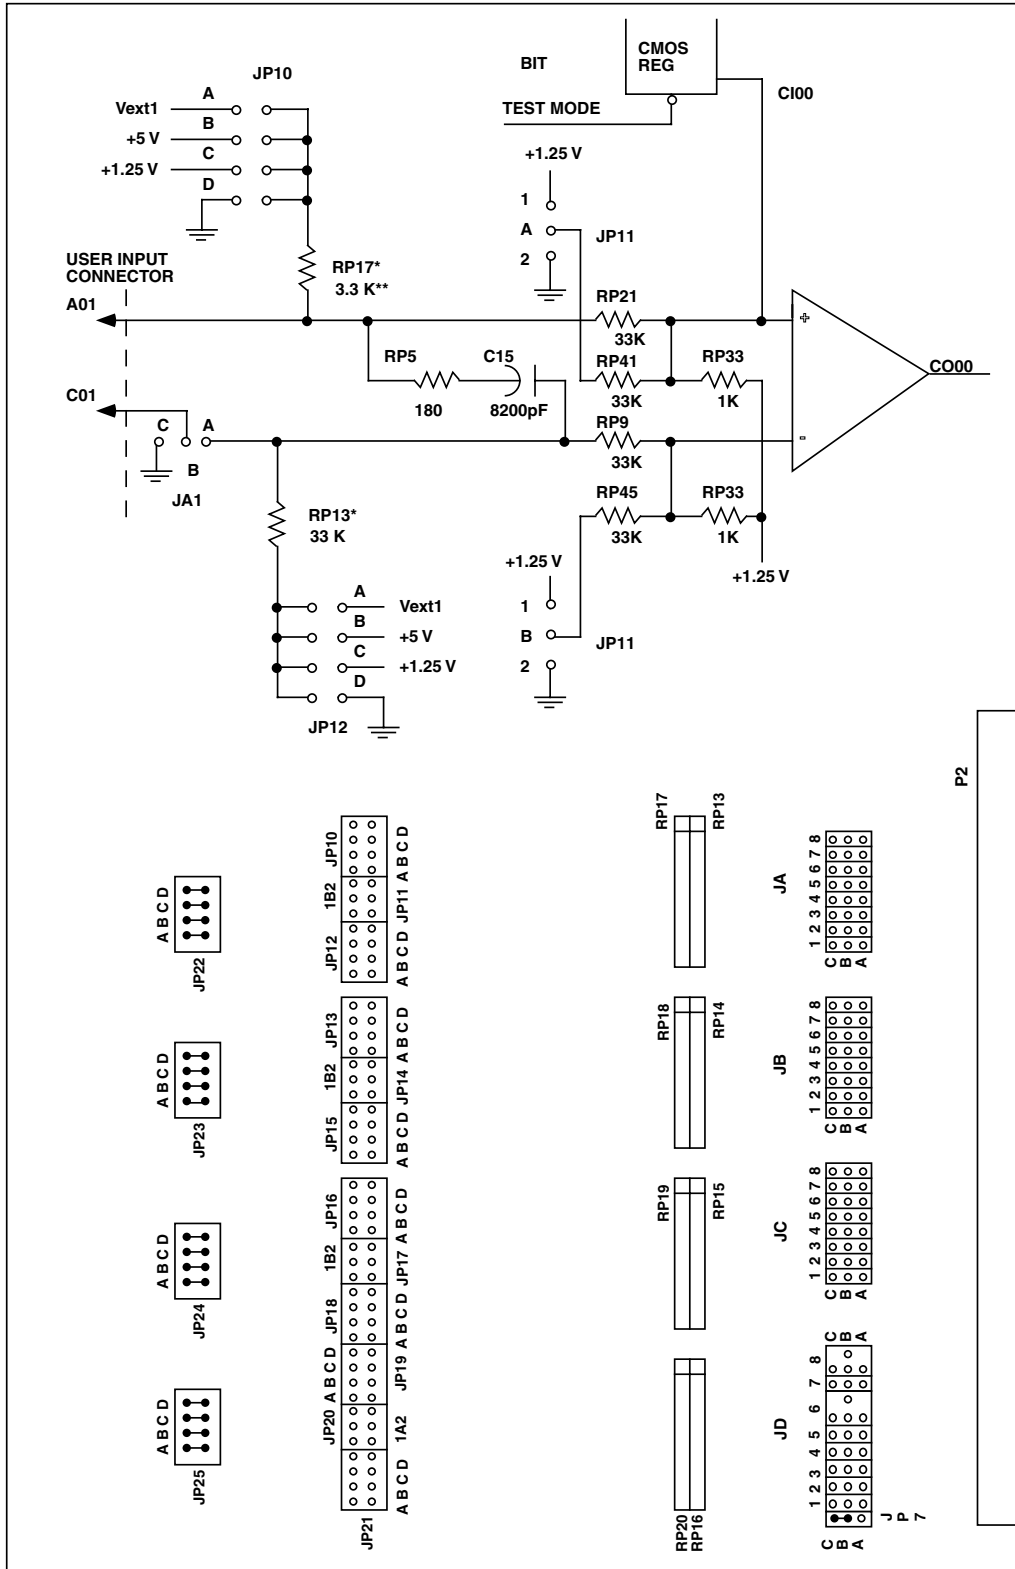 CMOS
REG
BIT
TEST MODE
CI00
JP10
A
Vext1
B
+5 V
C
+1.25 V
D
+1.25 V
1
A
2
JP11
USER INPUT
CONNECTOR
A01
RP17*
3.3 K**
RP21
33K
RP5
180
C15
8200pF
RP41
33K
RP33
1K
+
-
CO00
C01
C
A
B
JA1
RP9
33K
RP45
33K
RP33
1K
+1.25 V
RP13*
33 K
+1.25 V
1
B
2
JP11
A
Vext1
B
+5 V
C
+1.25 V
D
JP12
P2
A B C D
JP22
JP10
A B C D
1B2
JP11
JP12
A B C D
RP17
RP13
JA
1 2 3 4 5 6 7 8
C B A
A B C D
JP23
JP13
A B C D
1B2
JP14
JP15
A B C D
RP18
RP14
JB
1 2 3 4 5 6 7 8
C B A
A B C D
JP24
JP16
A B C D
1B2
JP17
JP18
A B C D
RP19
RP15
JC
1 2 3 4 5 6 7 8
C B A
A B C D
JP25
A B C D
JP19
JP20
1A2
A B C D
JP21
RP20
RP16
C B A
JD
1 2 3 4 5 6 7 8
C B A
J P 7